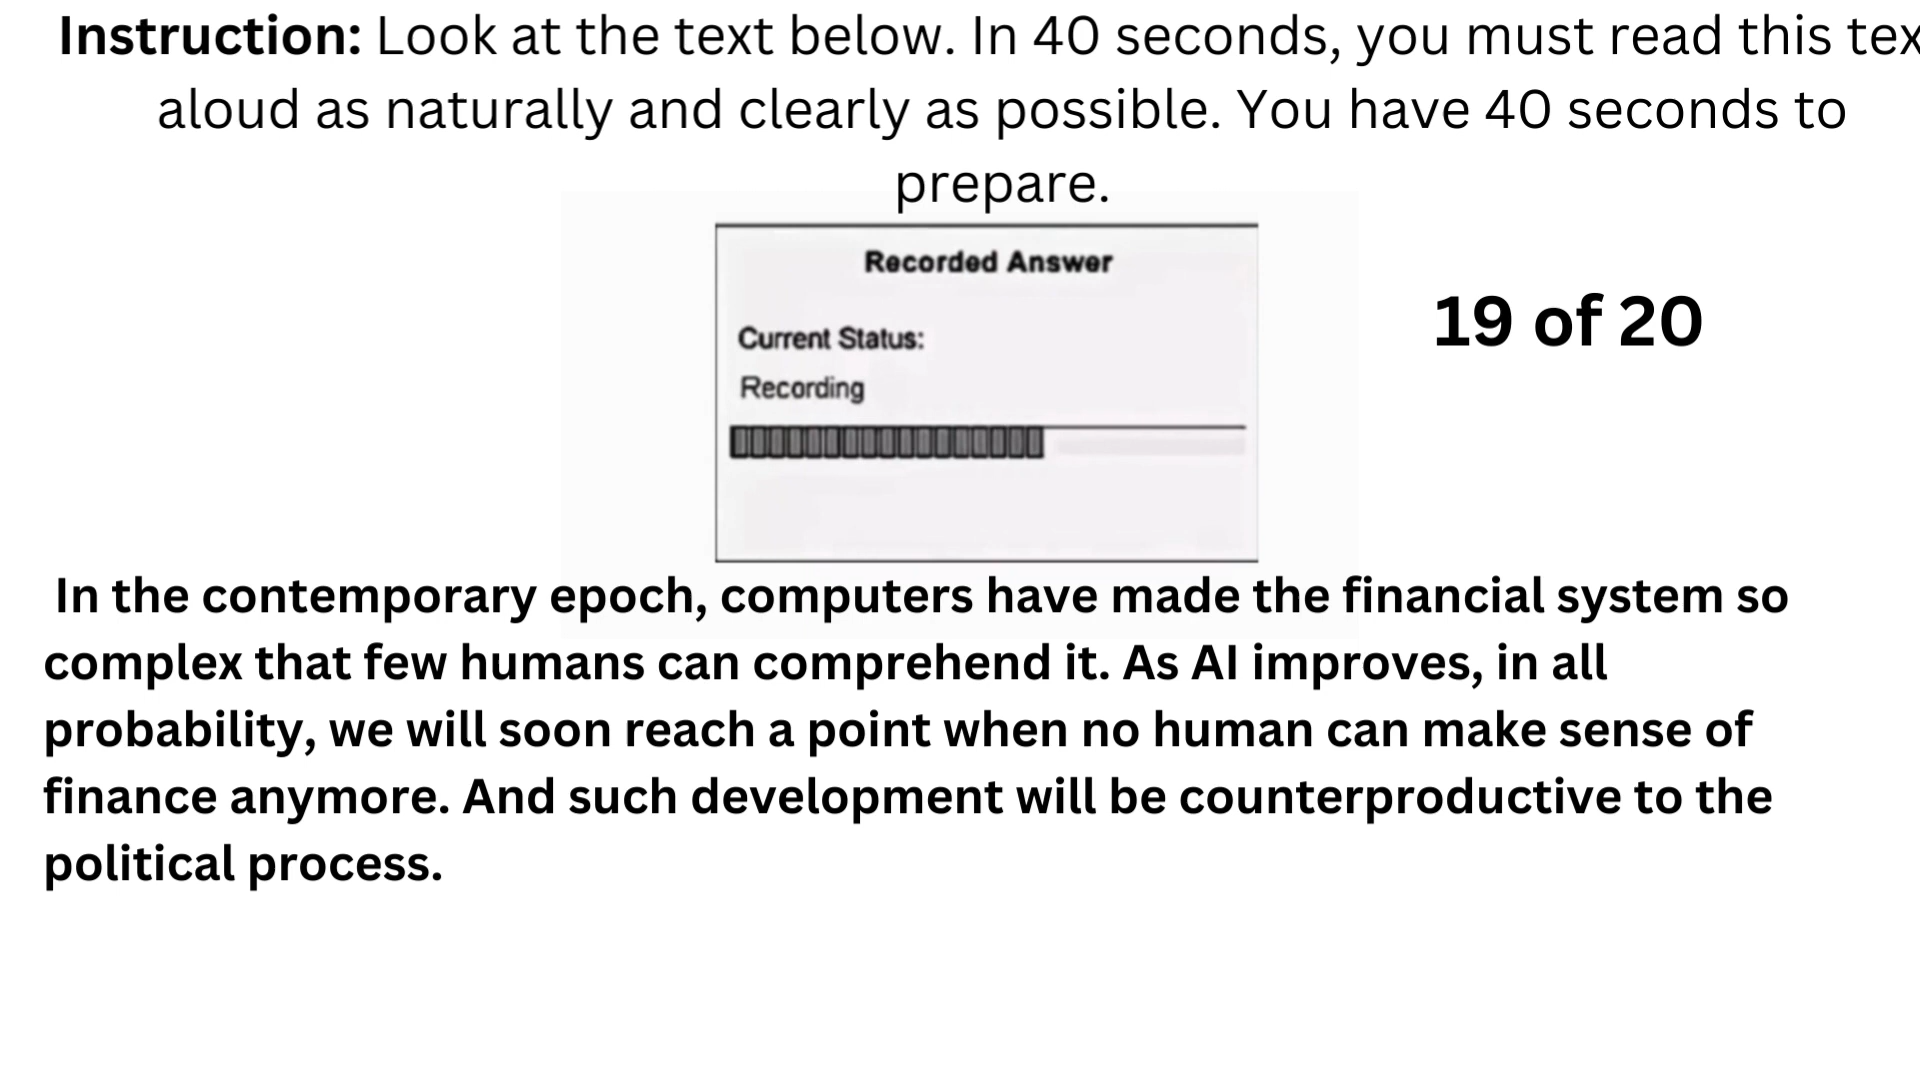 Instruction: Look at the text below. In 40 seconds, you must read this tex
aloud as naturally and clearly as possible. You have 40 seconds to
prepare.
Recorded Answer
Current Status:
Recording
19 of 20
In the contemporary epoch, computers have made the financial system so
complex that few humans can comprehend it. As AI improves, in all
probability, we will soon reach a point when no human can make sense of
finance anymore. And such development will be counterproductive to the
political process.